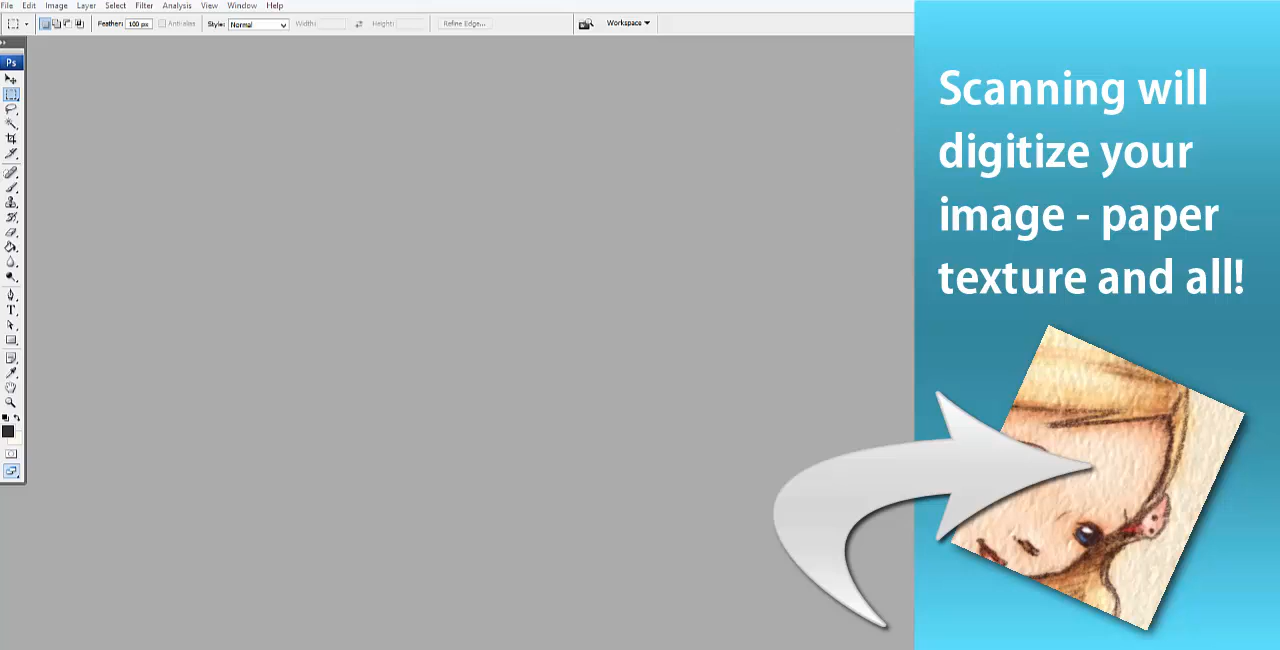 File Edit Image Layer Select Filter Analysis View Window Help
Feather: 100 px Anti-alias Style: Normal Width: Height: Refine Edge... Workspace
Ps
T
Scanning will
digitize your
image - paper
texture and all!